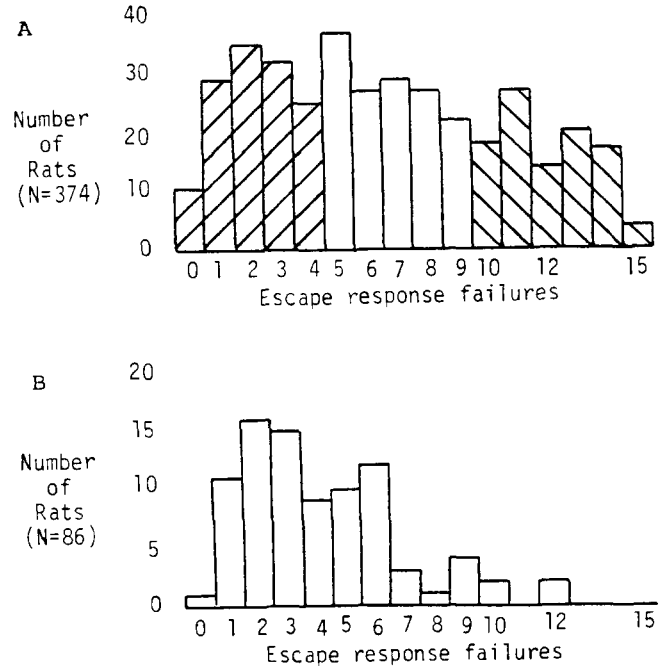 A
40
30
20
10
0
Number
of
Rats
(N=374)
0 1 2 3 4 5 6 7 8 9 10 12 15
Escape response failures
B
20
15
10
5
0
Number
of
Rats
(N=86)
0 1 2 3 4 5 6 7 8 9 10 12 15
Escape response failures